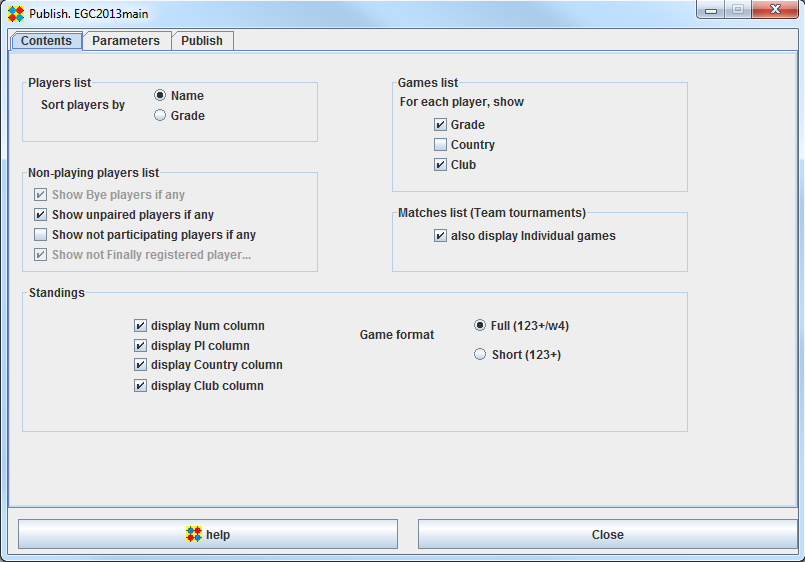 Publish. EGC2013main
Contents Parameters Publish
Players list
Sort players by
Name
Grade
Games list
For each player, show
Grade
Country
Club
Non-playing players list
Show Bye players if any
Show unpaired players if any
Show not participating players if any
Show not Finally registered player...
Matches list (Team tournaments)
also display Individual games
Standings
display Num column
display Pl column
display Country column
display Club column
Game format
Full (123+/w4)
Short (123+)
help
Close